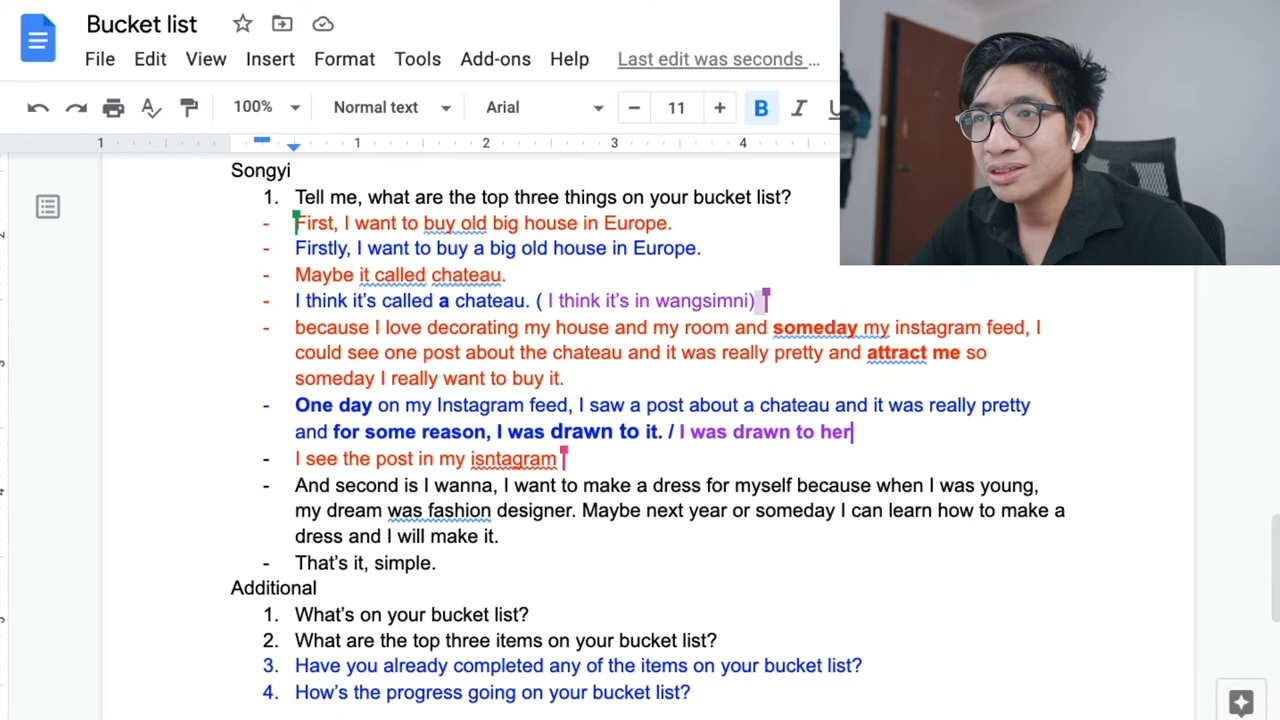 Bucket list
File Edit View Insert Format Tools Add-ons Help Last edit was seconds ...
100% Normal text Arial − 11 + B I U
1 1 2 3 4
Songyi
1. Tell me, what are the top three things on your bucket list?
- First, I want to buy old big house in Europe.
- Firstly, I want to buy a big old house in Europe.
- Maybe it called chateau.
- I think it's called a chateau. ( I think it's in wangsimni)
- because I love decorating my house and my room and someday my instagram feed, I
could see one post about the chateau and it was really pretty and attract me so
someday I really want to buy it.
- One day on my Instagram feed, I saw a post about a chateau and it was really pretty
and for some reason, I was drawn to it. / I was drawn to her
- I see the post in my isntagram
- And second is I wanna, I want to make a dress for myself because when I was young,
my dream was fashion designer. Maybe next year or someday I can learn how to make a
dress and I will make it.
- That's it, simple.
Additional
1. What's on your bucket list?
2. What are the top three items on your bucket list?
3. Have you already completed any of the items on your bucket list?
4. How's the progress going on your bucket list?